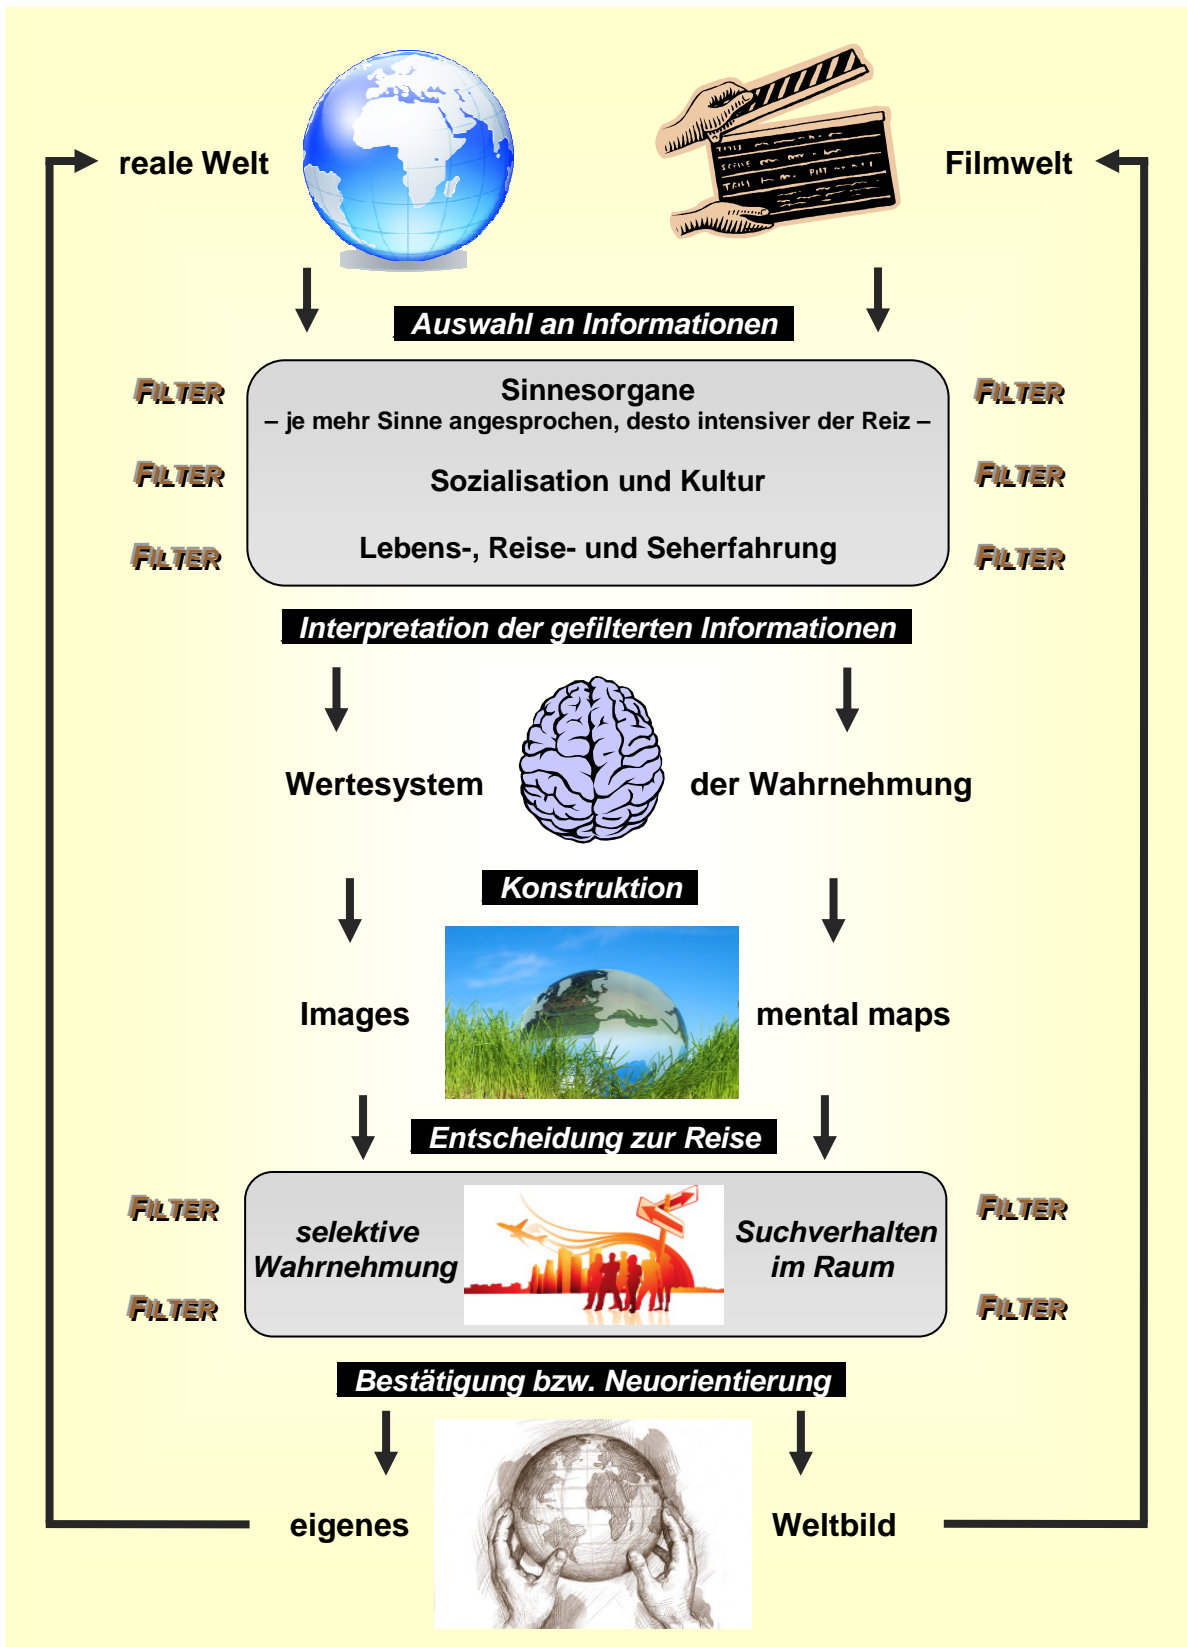 reale Welt
Filmwelt
Auswahl an Informationen
FILTER
Sinnesorgane
FILTER
– je mehr Sinne angesprochen, desto intensiver der Reiz –
FILTER
Sozialisation und Kultur
FILTER
FILTER
Lebens-, Reise- und Seherfahrung
FILTER
Interpretation der gefilterten Informationen
Wertesystem
der Wahrnehmung
Konstruktion
Images
mental maps
Entscheidung zur Reise
FILTER
FILTER
selektive
Wahrnehmung
Suchverhalten
im Raum
FILTER
FILTER
Bestätigung bzw. Neuorientierung
eigenes
Weltbild